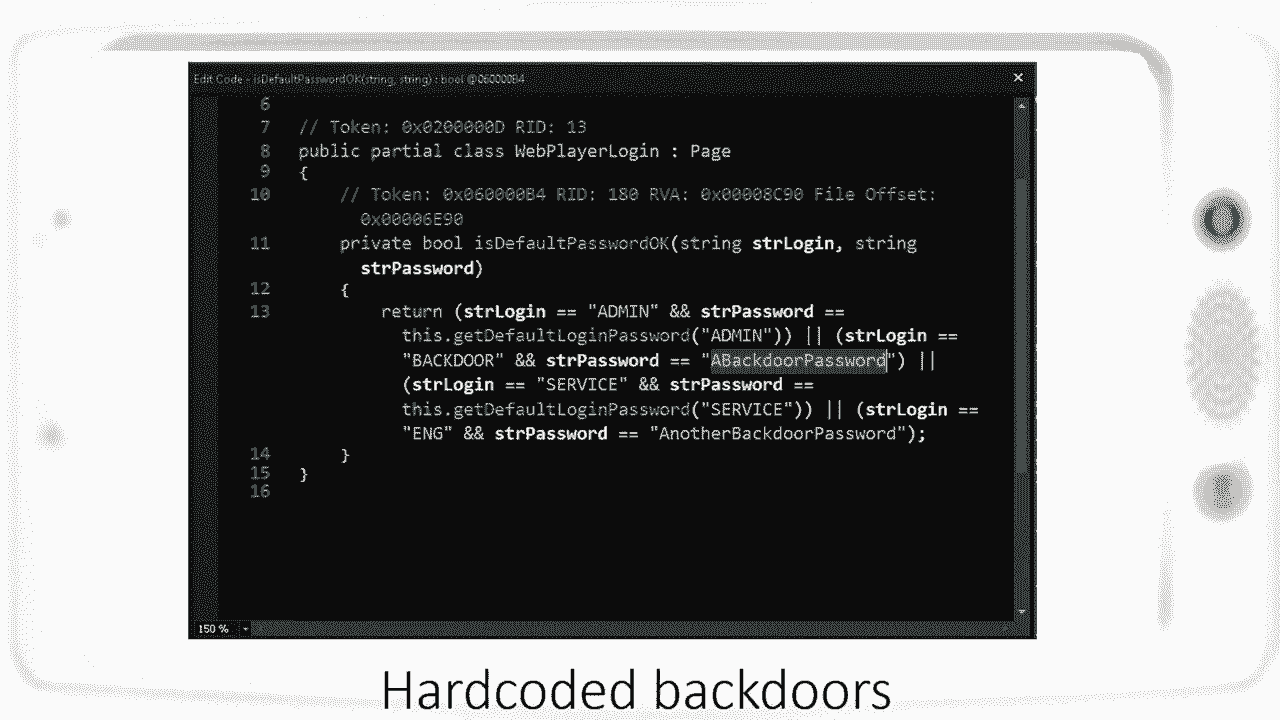 Edit Code - isDefaultPasswordOK(string, string) : bool @060000B4
6
7 // Token: 0x0200000D RID: 13
8 public partial class WebPlayerLogin : Page
9 {
10 // Token: 0x060000B4 RID: 180 RVA: 0x00008C90 File Offset:
0x00006E90
11 private bool isDefaultPasswordOK(string strLogin, string
strPassword)
12 {
13 return (strLogin == "ADMIN" && strPassword ==
this.getDefaultLoginPassword("ADMIN")) || (strLogin ==
"BACKDOOR" && strPassword == "ABackdoorPassword") ||
(strLogin == "SERVICE" && strPassword ==
this.getDefaultLoginPassword("SERVICE")) || (strLogin ==
"ENG" && strPassword == "AnotherBackdoorPassword");
14 }
15 }
16
150 %
Hardcoded backdoors